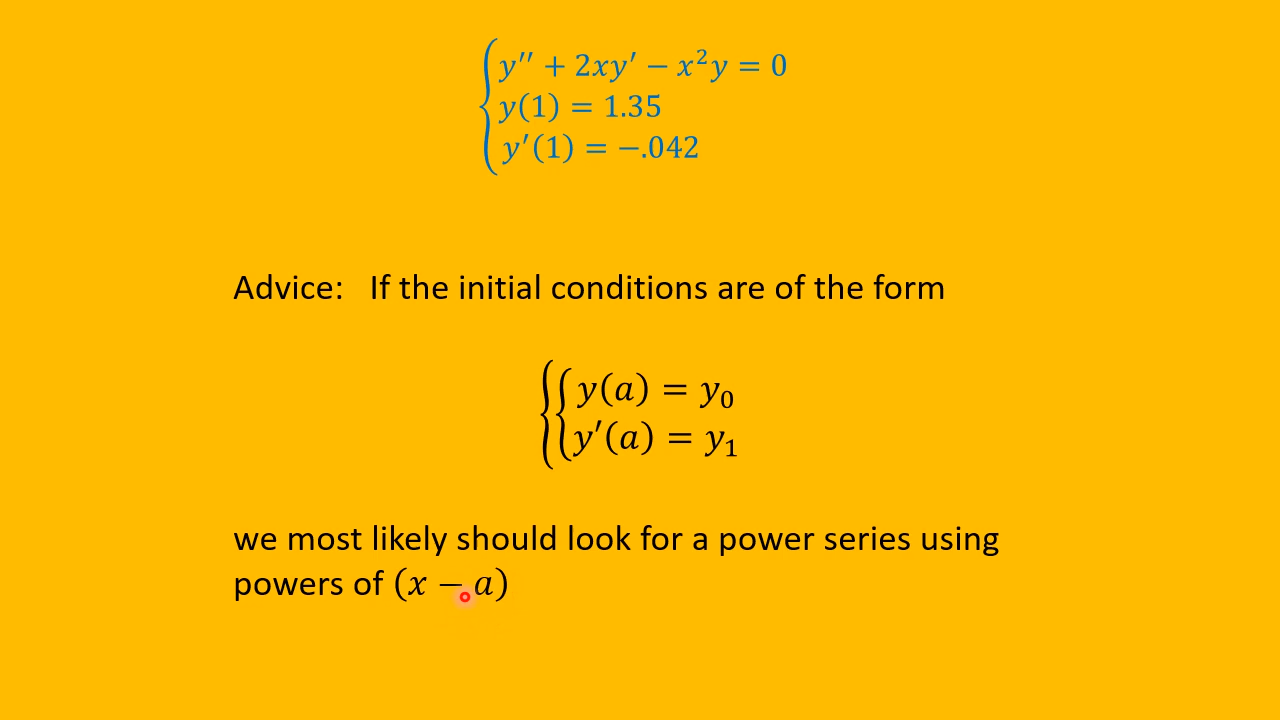 y′′ + 2xy′ − x²y = 0
y(1) = 1.35
y′(1) = −.042
Advice: If the initial conditions are of the form
y(a) = y₀
y′(a) = y₁
we most likely should look for a power series using
powers of (x − a)